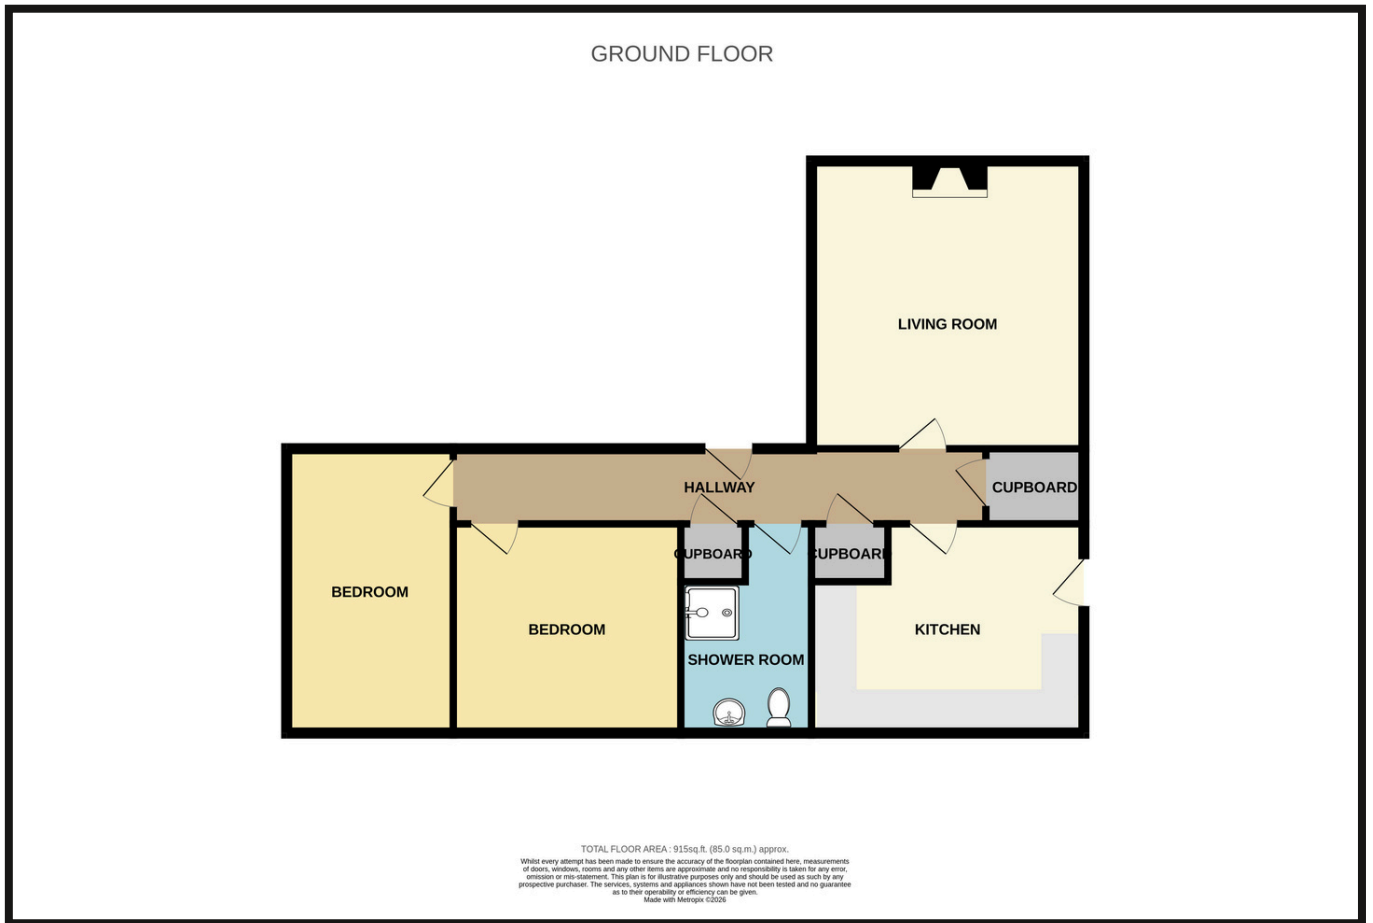 GROUND FLOOR
LIVING ROOM
HALLWAY
CUPBOARD
CUPBOARD
CUPBOARD
BEDROOM
BEDROOM
KITCHEN
SHOWER ROOM
TOTAL FLOOR AREA : 915sq.ft. (85.0 sq.m.) approx.
Whilst every attempt has been made to ensure the accuracy of the floorplan contained here, measurements
of doors, windows, rooms and any other items are approximate and no responsibility is taken for any error,
omission or mis-statement. This plan is for illustrative purposes only and should be used as such by any
prospective purchaser. The services, systems and appliances shown have not been tested and no guarantee
as to their operability or efficiency can be given.
Made with Metropix ©2026